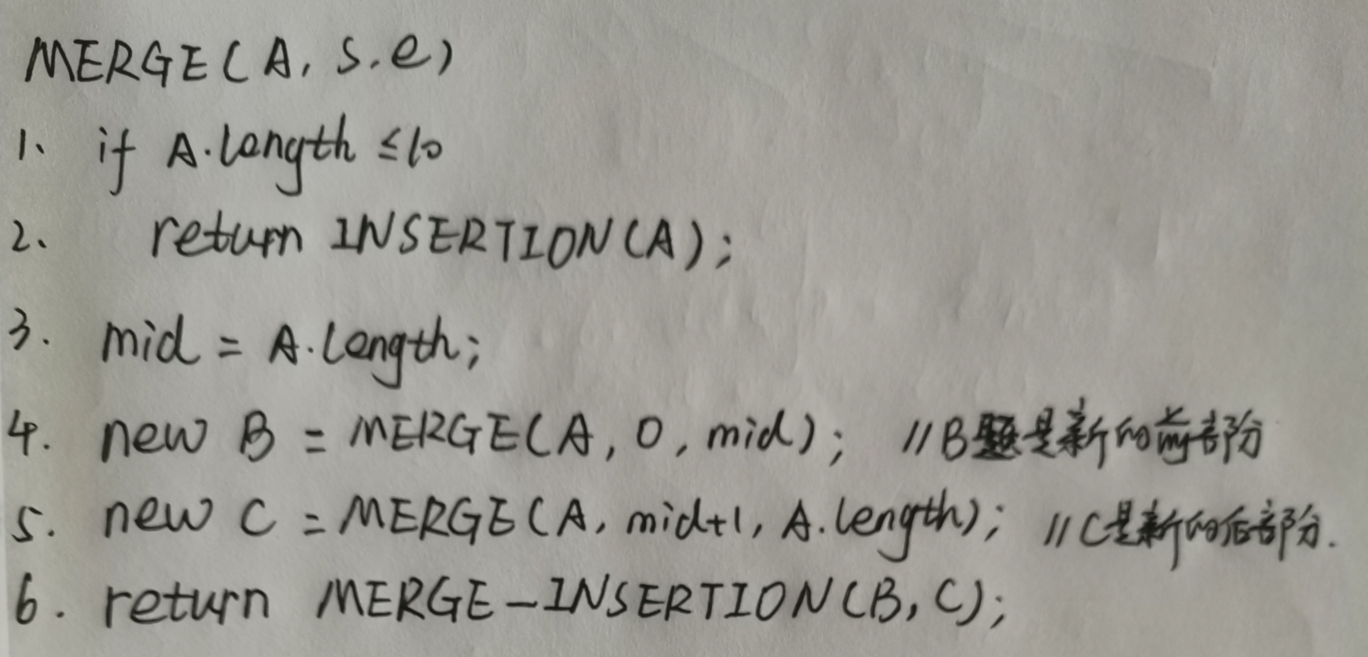 MERGE(A, S, e)
1、 if A.length ≤10
2、 return INSERTION(A);
3. mid = A.length;
4. new B = MERGE(A, 0, mid); //B是新的前部分
5. new C = MERGE(A, mid+1, A.length); //C是新的后部分.
6. return MERGE-INSERTION(B, C);